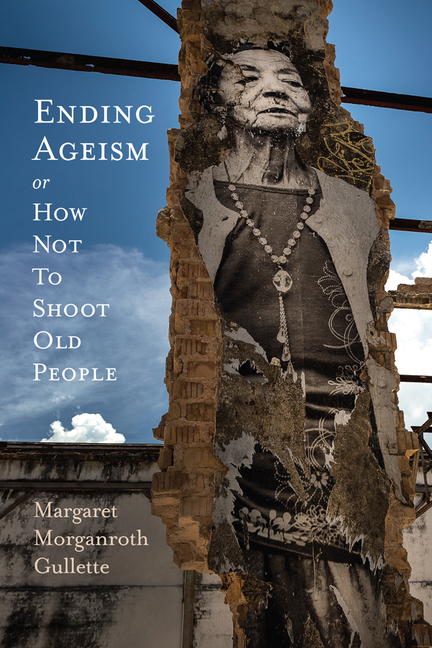 ENDING
AGEISM
or
HOW
NOT
TO
SHOOT
OLD
PEOPLE
Margaret
Morganroth
Gullette